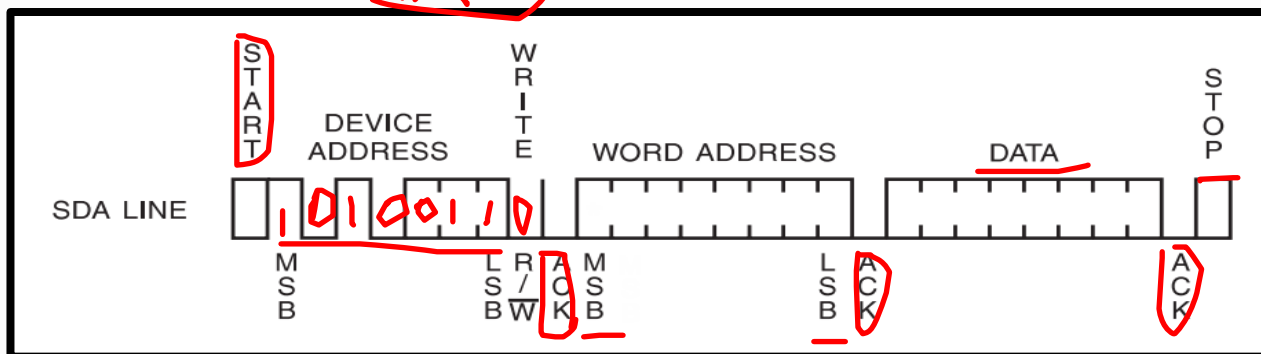 START
WRITE
STOP
DEVICE
ADDRESS
WORD ADDRESS
DATA
SDA LINE
1 0 1 0 0 1 1 0
MSB
LSB
R/W
ACK
MSB
LSB
ACK
ACK